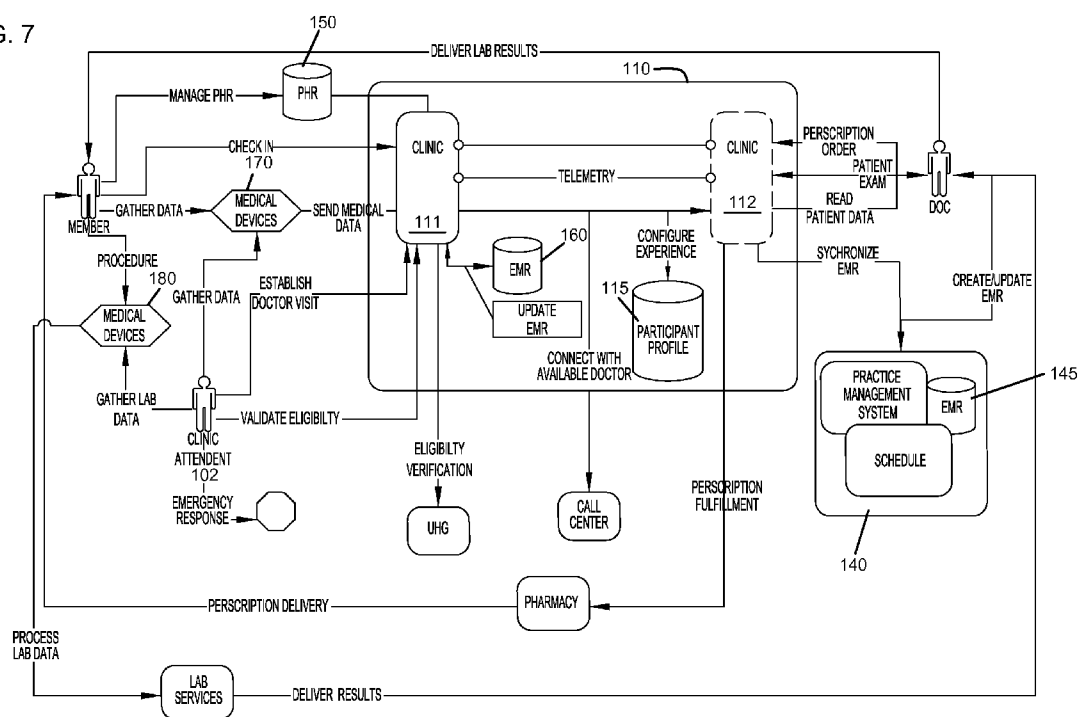 G. 7
150
DELIVER LAB RESULTS
110
MANAGE PHR
PHR
CLINIC
CLINIC
PERSCRIPTION
ORDER
CHECK IN
170
TELEMETRY
PATIENT
EXAM
MEMBER
GATHER DATA
MEDICAL
DEVICES
SEND MEDICAL
DATA
111
112
READ
PATIENT DATA
DOC
PROCEDURE
160
EMR
CONFIGURE
EXPERIENCE
SYCHRONIZE
EMR
180
MEDICAL
DEVICES
GATHER DATA
ESTABLISH
DOCTOR VISIT
UPDATE
EMR
115
PARTICIPANT
PROFILE
CREATE/UPDATE
EMR
CONNECT WITH
AVAILABLE DOCTOR
GATHER LAB
DATA
PRACTICE
MANAGEMENT
SYSTEM
EMR
145
CLINIC
ATTENDENT
102
VALIDATE ELIGIBILTY
SCHEDULE
ELIGIBILTY
VERIFICATION
EMERGENCY
RESPONSE
UHG
CALL
CENTER
PERSCRIPTION
FULFILLMENT
140
PERSCRIPTION DELIVERY
PHARMACY
PROCESS
LAB DATA
LAB
SERVICES
DELIVER RESULTS